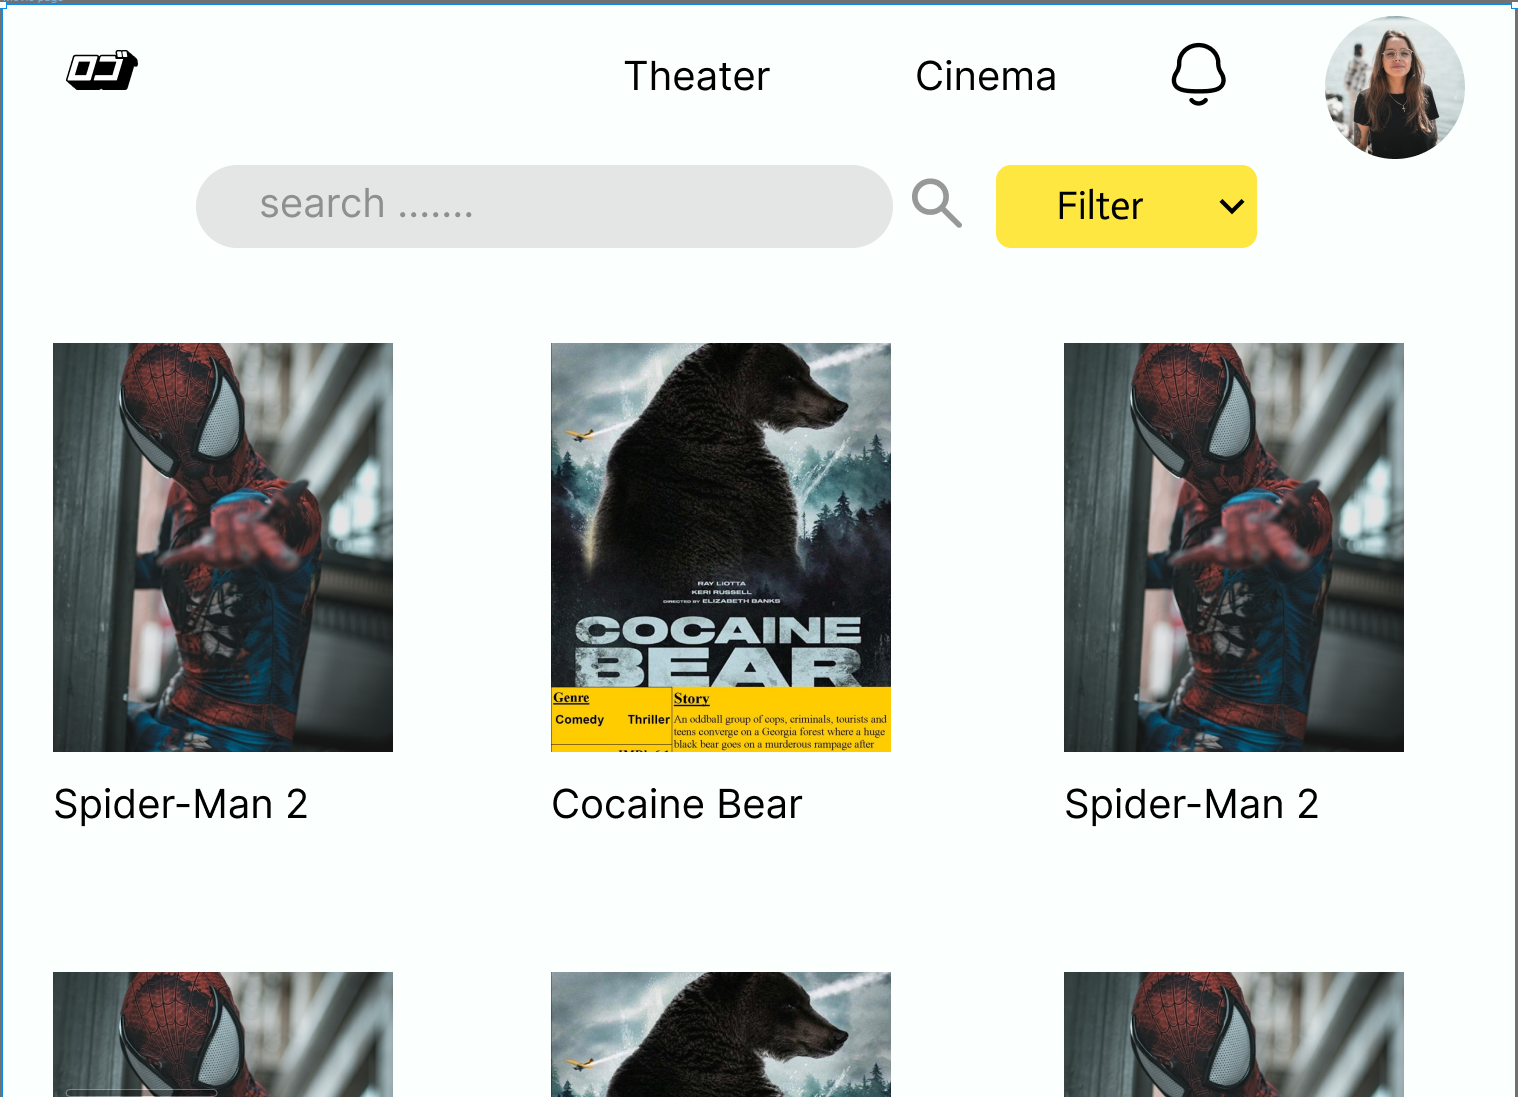 Theater
Cinema
search .......
Filter
RAY LIOTTA
KERI RUSSELL
DIRECTED BY ELIZABETH BANKS
COCAINE
BEAR
Genre
Comedy Thriller
Story
An oddball group of cops, criminals, tourists and
teens converge on a Georgia forest where a huge
black bear goes on a murderous rampage after
Spider-Man 2
Cocaine Bear
Spider-Man 2